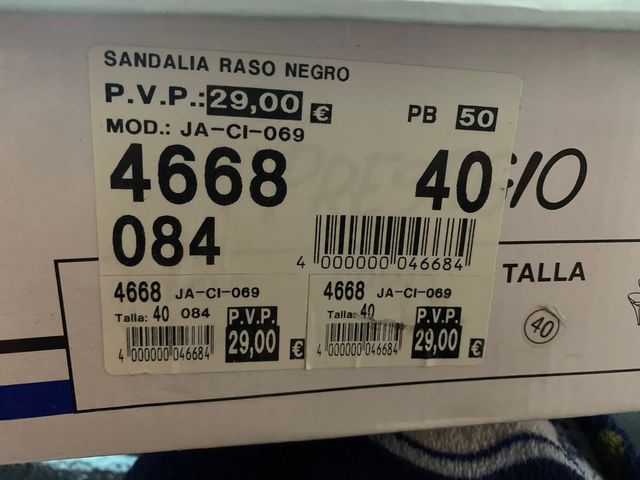 SANDALIA RASO NEGRO
P.V.P.: 29,00 € PB 50
MOD.: JA-CI-069
4668 40
084
4 000000 046684
4668 JA-CI-069
Talla: 40 084
P.V.P.
29,00 €
4 000000 046684
4668 JA-CI-069
Talla: 40
P.V.P.
29,00 €
4 000000 046684
TALLA
40